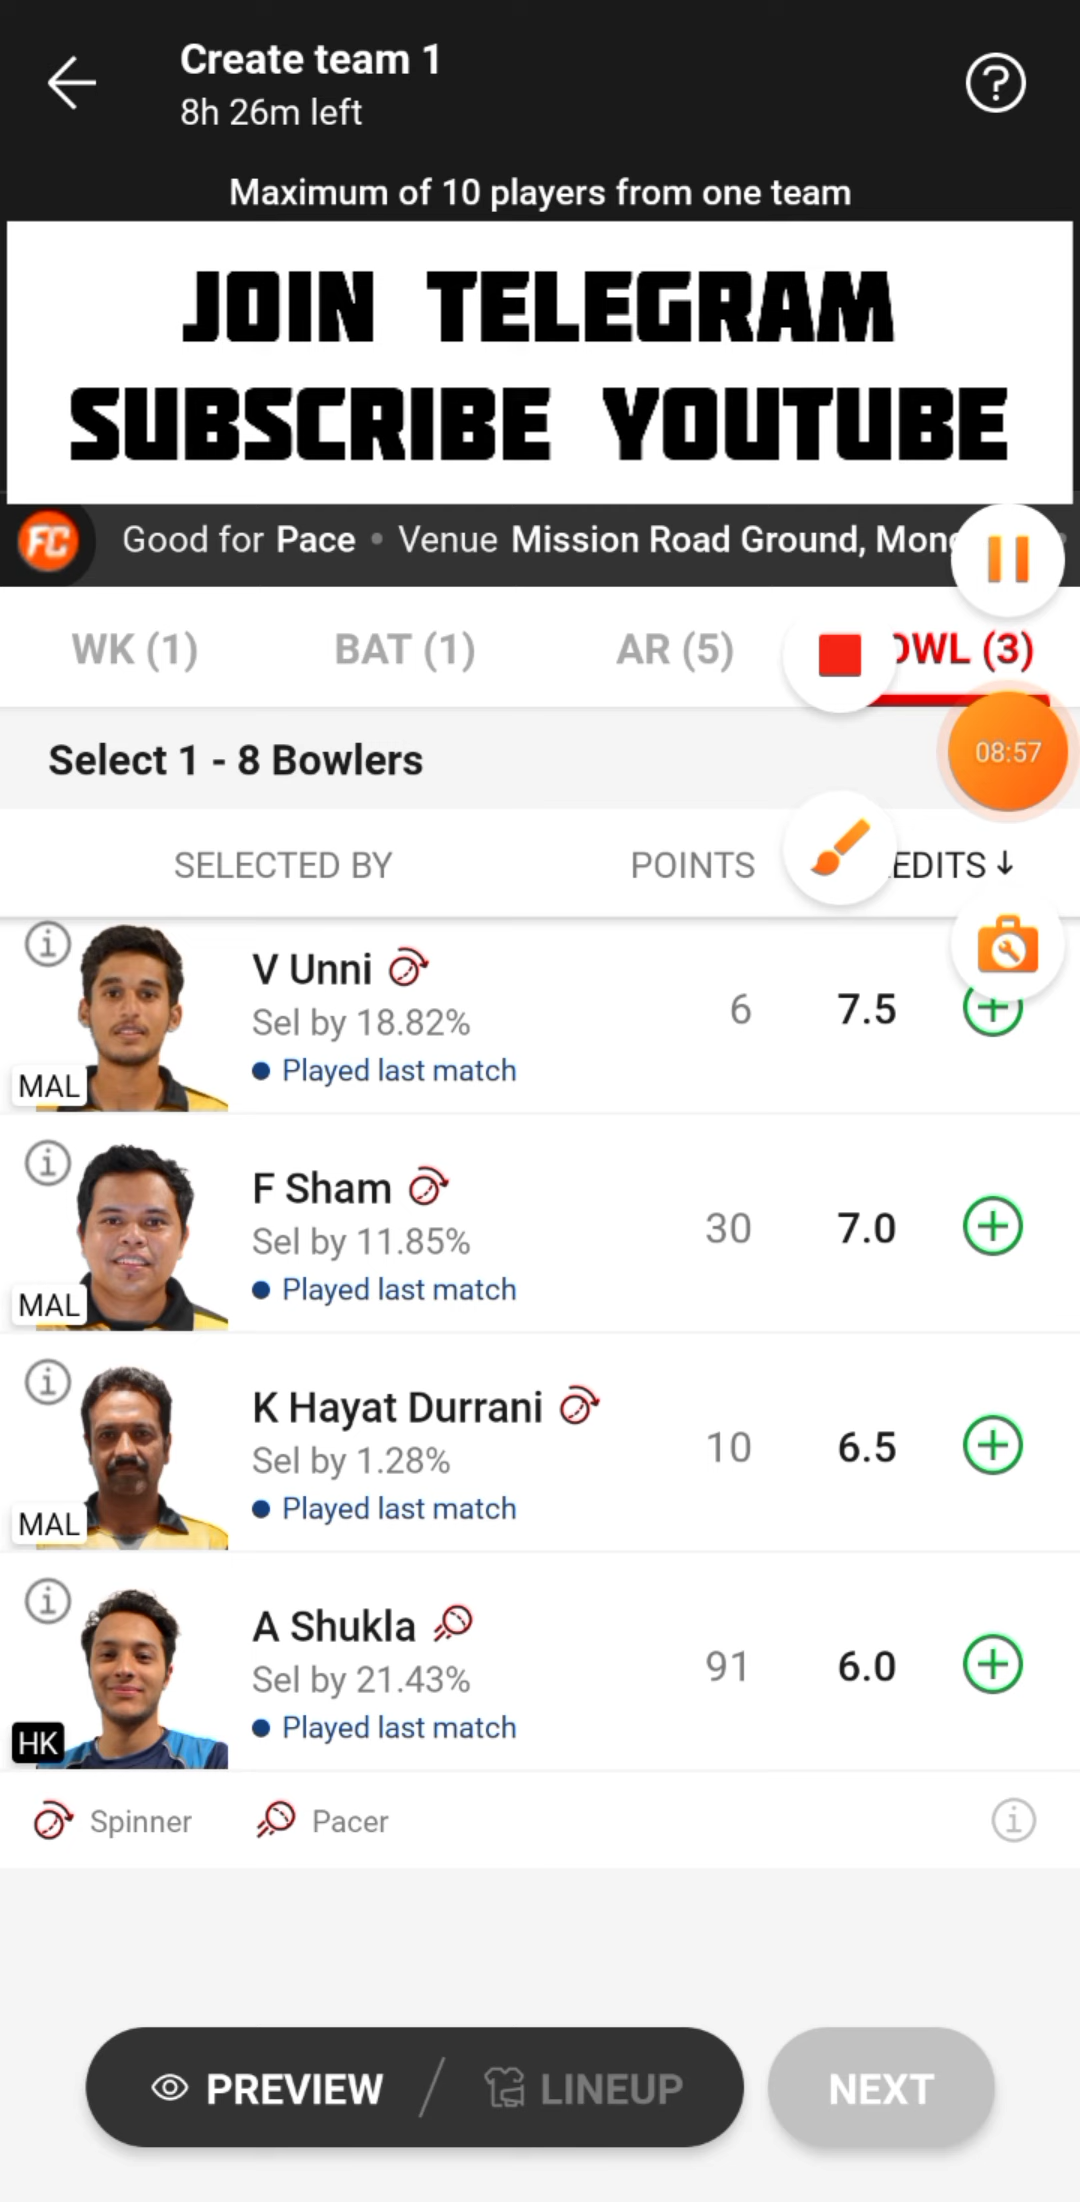 Create team 1
8h 26m left
Maximum of 10 players from one team
JOIN TELEGRAM
SUBSCRIBE YOUTUBE
FC Good for Pace • Venue Mission Road Ground, Mong
WK (1) BAT (1) AR (5) OWL (3)
Select 1 - 8 Bowlers
08:57
SELECTED BY POINTS EDITS ↓
V Unni
Sel by 18.82% 6 7.5
• Played last match
MAL
F Sham
Sel by 11.85% 30 7.0
• Played last match
MAL
K Hayat Durrani
Sel by 1.28% 10 6.5
• Played last match
MAL
A Shukla
Sel by 21.43% 91 6.0
• Played last match
HK
Spinner Pacer
PREVIEW / LINEUP NEXT